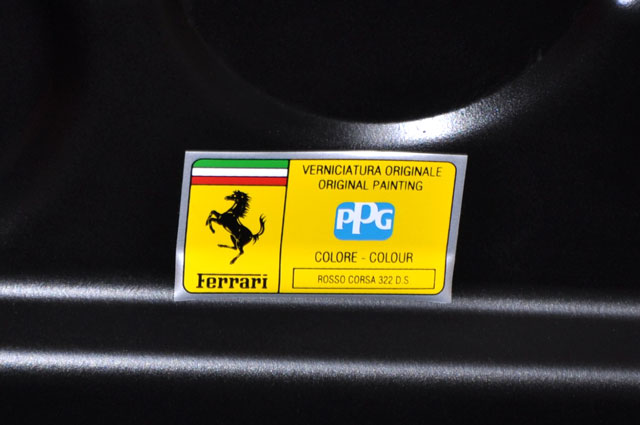 VERNICIATURA ORIGINALE
ORIGINAL PAINTING
PPG
COLORE - COLOUR
ROSSO CORSA 322 D.S
Ferrari